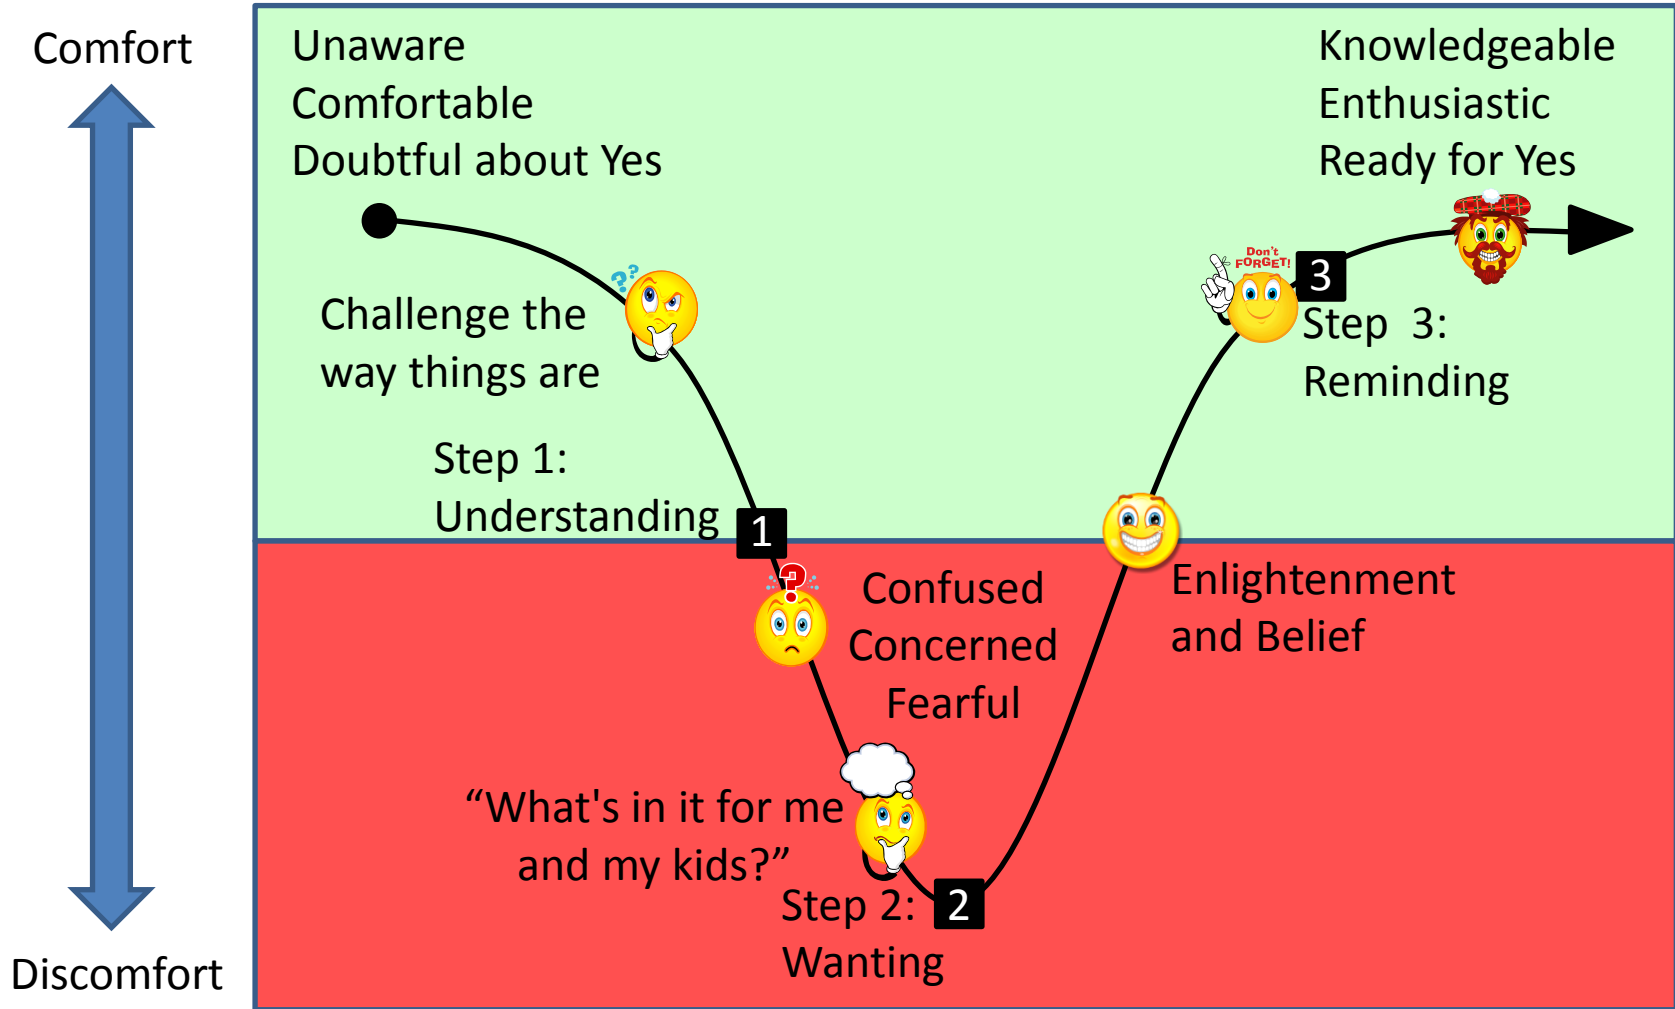 Comfort
Unaware
Comfortable
Doubtful about Yes
Knowledgeable
Enthusiastic
Ready for Yes
??
Don't
FORGET!
3
Step 3:
Reminding
Challenge the
way things are
Step 1:
Understanding
1
?
Confused
Concerned
Fearful
Enlightenment
and Belief
“What's in it for me
and my kids?”
Step 2:
Wanting
2
Discomfort